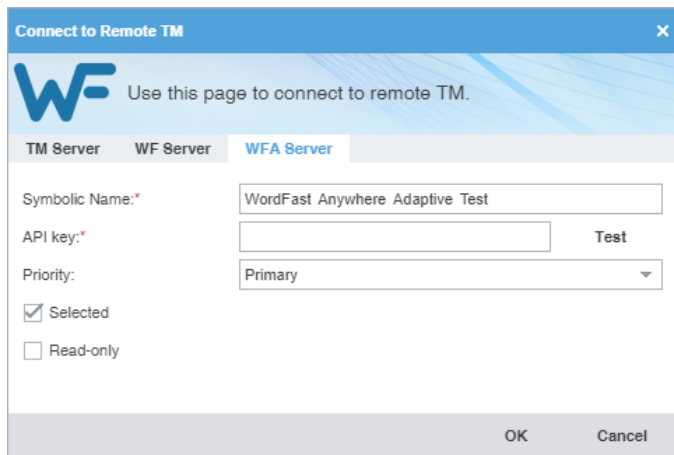 Connect to Remote TM
WF Use this page to connect to remote TM.
TM Server WF Server WFA Server
Symbolic Name:* WordFast Anywhere Adaptive Test
API key:* Test
Priority: Primary
Selected
Read-only
OK Cancel